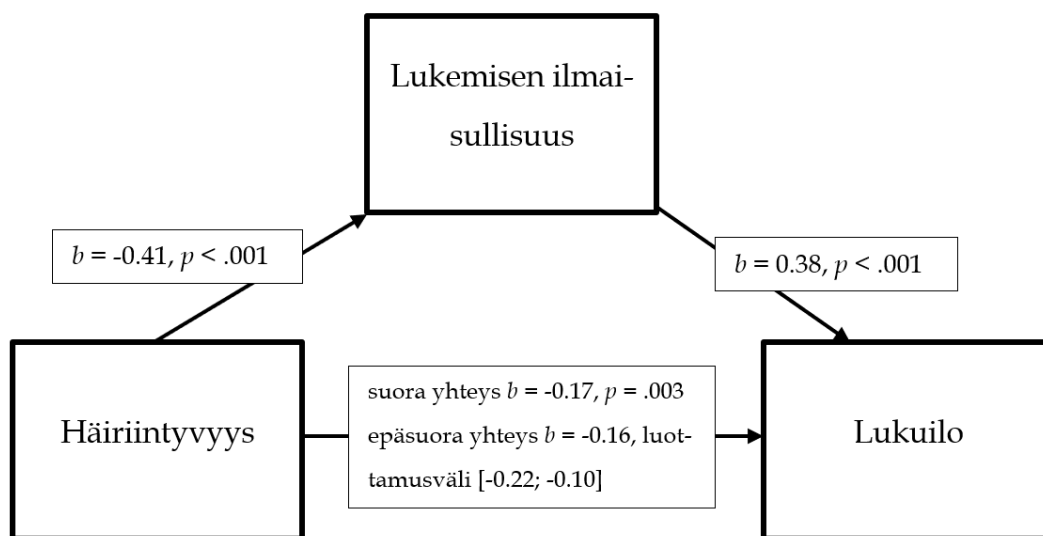 Lukemisen ilmai-
sullisuus
b = -0.41, p < .001
b = 0.38, p < .001
Häiriintyvyys
suora yhteys b = -0.17, p = .003
epäsuora yhteys b = -0.16, luot-
tamusväli [-0.22; -0.10]
Lukuilo